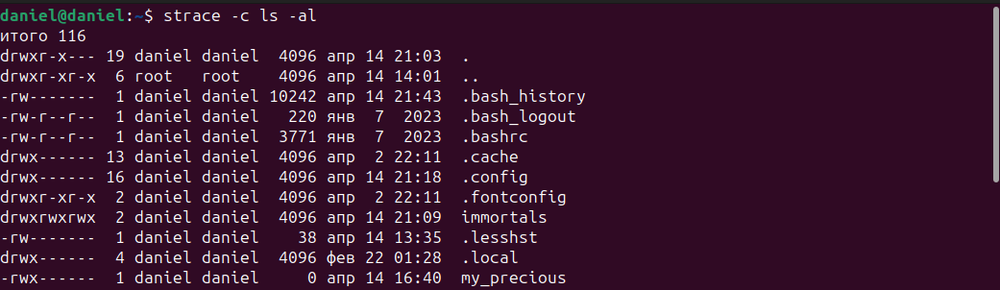 daniel@daniel:~$ strace -c ls -al
итого 116
drwxr-x--- 19 daniel daniel  4096 апр 14 21:03  .
drwxr-xr-x  6 root   root    4096 апр 14 14:01  ..
-rw-------  1 daniel daniel 10242 апр 14 21:43  .bash_history
-rw-r--r--  1 daniel daniel   220 янв  7  2023  .bash_logout
-rw-r--r--  1 daniel daniel  3771 янв  7  2023  .bashrc
drwx------ 13 daniel daniel  4096 апр  2 22:11  .cache
drwx------ 16 daniel daniel  4096 апр 14 21:18  .config
drwxr-xr-x  2 daniel daniel  4096 апр  2 22:11  .fontconfig
drwxrwxrwx  2 daniel daniel  4096 апр 14 21:09  immortals
-rw-------  1 daniel daniel    38 апр 14 13:35  .lesshst
drwx------  4 daniel daniel  4096 фев 22 01:28  .local
-rwx------  1 daniel daniel     0 апр 14 16:40  my_precious